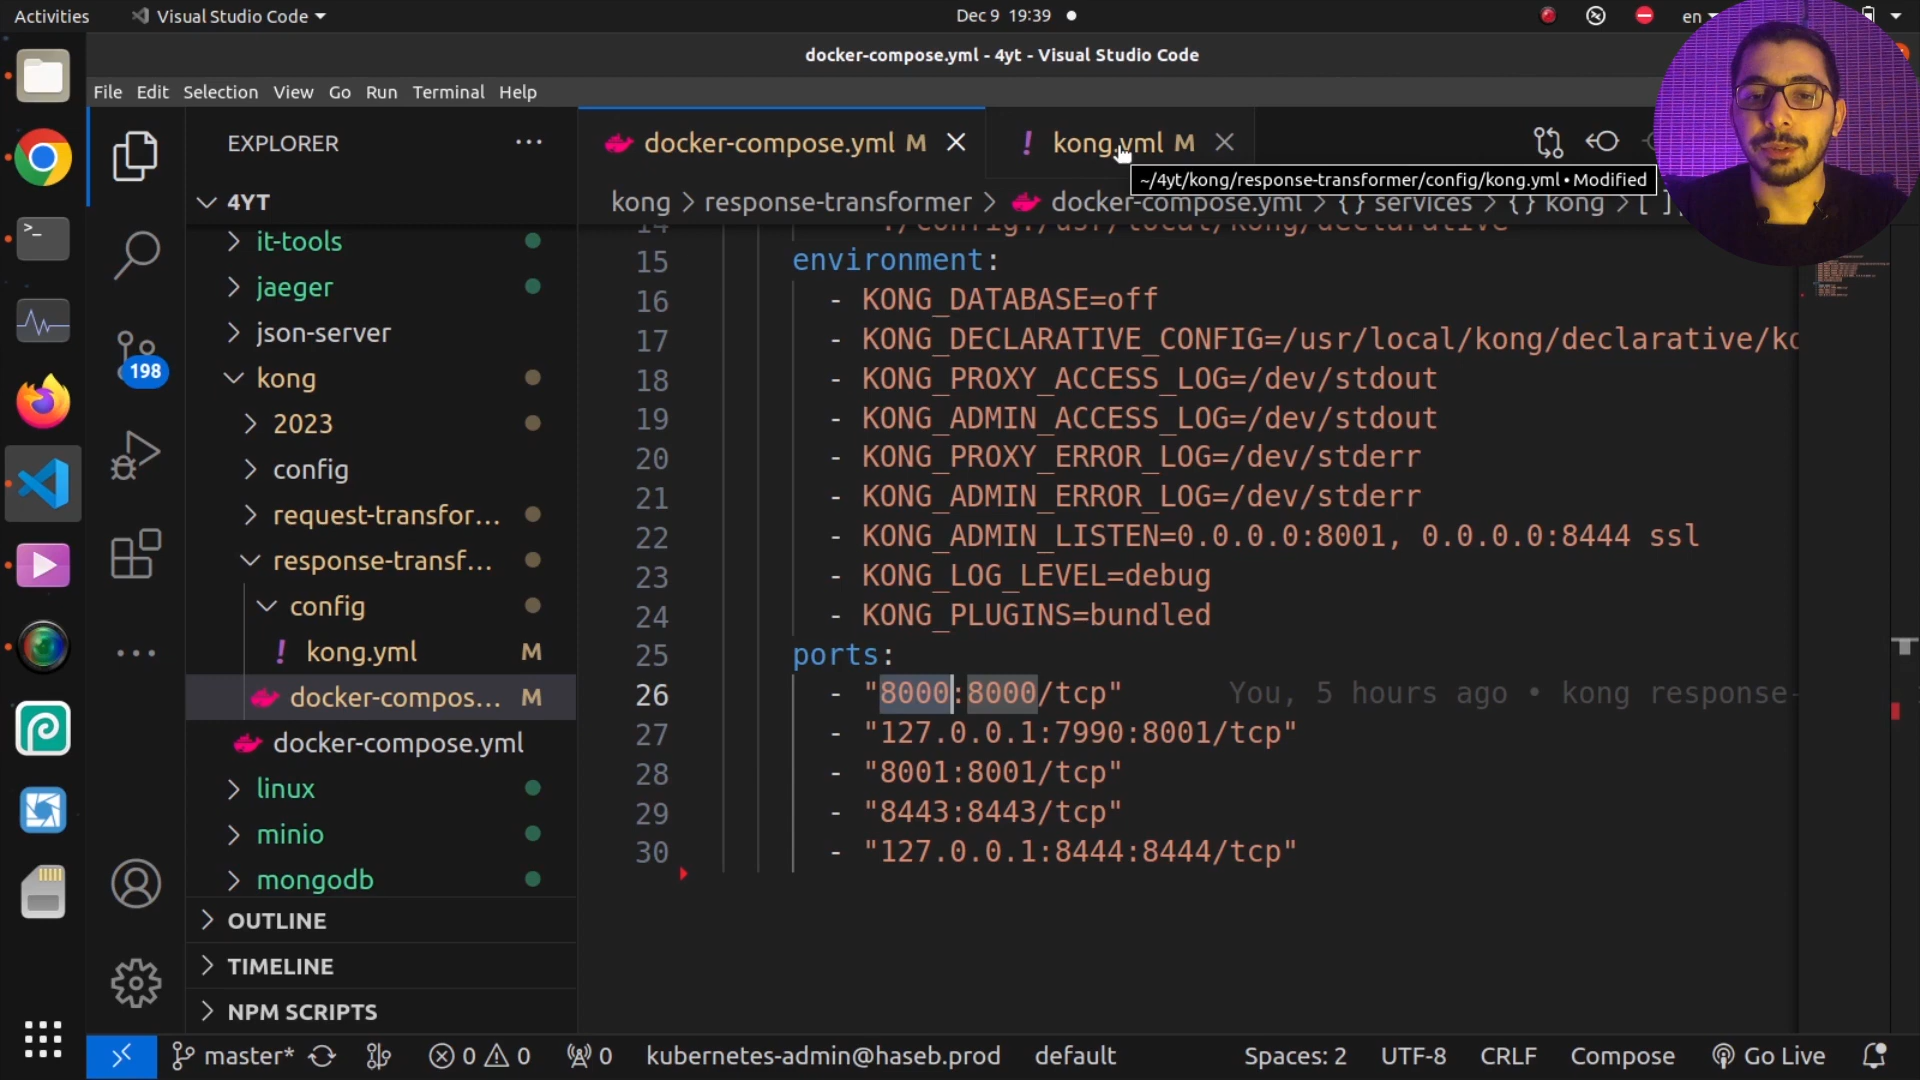 Activities
Visual Studio Code
Dec 9 19:39
en
docker-compose.yml - 4yt - Visual Studio Code
File Edit Selection View Go Run Terminal Help
EXPLORER
docker-compose.yml M
kong.yml M
~/4yt/kong/response-transformer/config/kong.yml • Modified
kong > response-transformer > docker-compose.yml > {} services > {} kong > [ ]
4YT
it-tools
jaeger
json-server
kong
2023
config
request-transfor...
response-transf...
config
kong.yml M
docker-compos... M
docker-compose.yml
linux
minio
mongodb
OUTLINE
TIMELINE
NPM SCRIPTS
198
14 - ./config:/usr/local/kong/declarative
15 environment:
16 - KONG_DATABASE=off
17 - KONG_DECLARATIVE_CONFIG=/usr/local/kong/declarative/ko
18 - KONG_PROXY_ACCESS_LOG=/dev/stdout
19 - KONG_ADMIN_ACCESS_LOG=/dev/stdout
20 - KONG_PROXY_ERROR_LOG=/dev/stderr
21 - KONG_ADMIN_ERROR_LOG=/dev/stderr
22 - KONG_ADMIN_LISTEN=0.0.0.0:8001, 0.0.0.0:8444 ssl
23 - KONG_LOG_LEVEL=debug
24 - KONG_PLUGINS=bundled
25 ports:
26 - "8000:8000/tcp" You, 5 hours ago • kong response-
27 - "127.0.0.1:7990:8001/tcp"
28 - "8001:8001/tcp"
29 - "8443:8443/tcp"
30 - "127.0.0.1:8444:8444/tcp"
master* 0 0 0 kubernetes-admin@haseb.prod default Spaces: 2 UTF-8 CRLF Compose Go Live